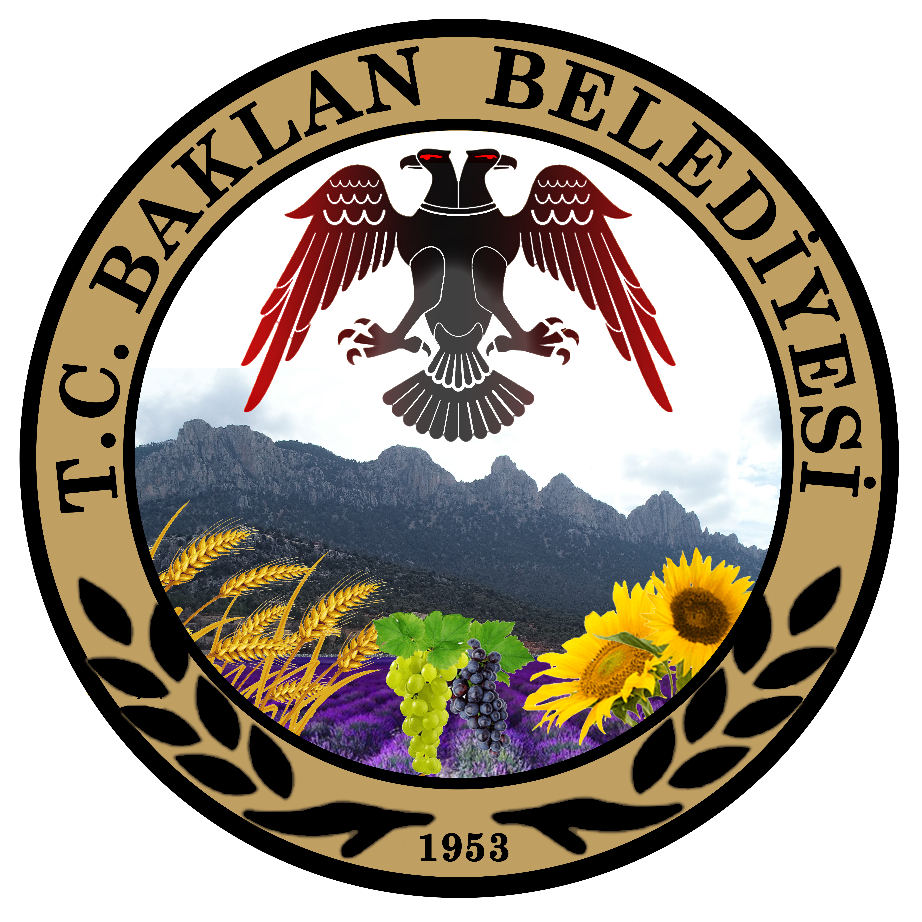 T.C. BAKLAN BELEDİYESİ
1953